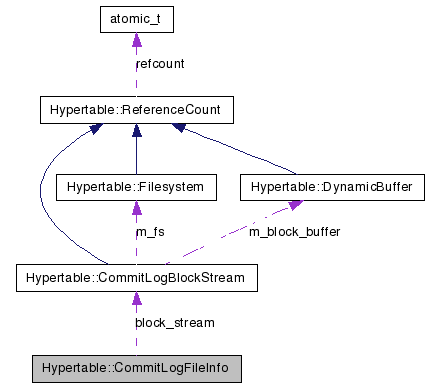 atomic_t
refcount
Hypertable::ReferenceCount
Hypertable::Filesystem
Hypertable::DynamicBuffer
m_fs
m_block_buffer
Hypertable::CommitLogBlockStream
block_stream
Hypertable::CommitLogFileInfo